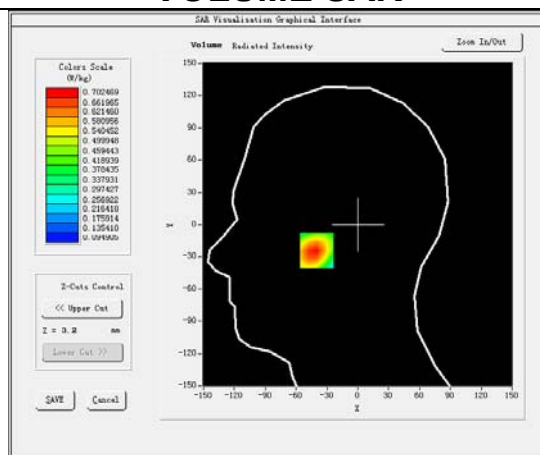 VOLUME SAR
SAR Visualisation Graphical Interface
Volume Radiated Intensity
Zoom In/Out
Colors Scale
(W/kg)
0.702469
0.661965
0.621460
0.580956
0.540452
0.499948
0.459443
0.418939
0.378435
0.337931
0.297427
0.256922
0.216418
0.175914
0.135410
0.094905
150
120
90
60
30
0
-30
-60
-90
-120
-150
Y
-150 -120 -90 -60 -30 0 30 60 90 120 150
X
Z-Cuts Control
<< Upper Cut
Z = 3.2 mm
Lower Cut >>
SAVE Cancel